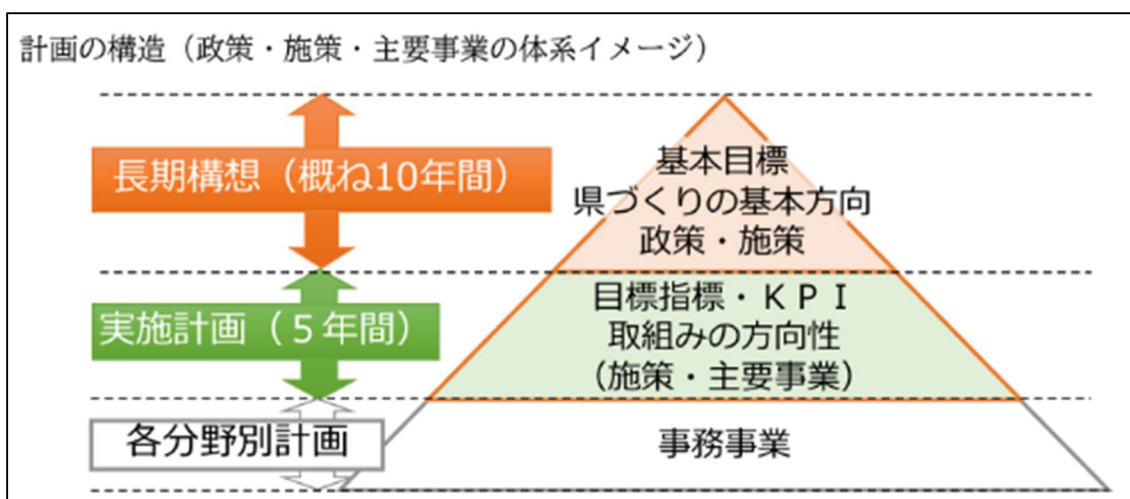 計画の構造（政策・施策・主要事業の体系イメージ）
長期構想（概ね10年間）
基本目標
県づくりの基本方向
政策・施策
実施計画（５年間）
目標指標・ＫＰＩ
取組みの方向性
（施策・主要事業）
各分野別計画
事務事業